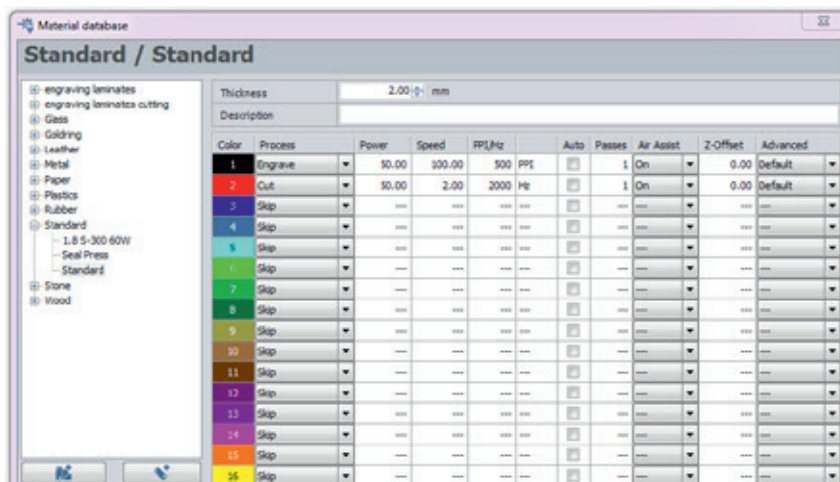 Material database
Standard / Standard
engraving laminates
engraving laminates cutting
Glass
Goldring
Leather
Metal
Paper
Plastics
Rubber
Standard
1.8 S-300 60W
Seal Press
Standard
Stone
Wood
Thickness 2.00 mm
Description
Color Process Power Speed PPI/Hz Auto Passes Air Assist Z-Offset Advanced
1 Engrave 50.00 100.00 500 PPI 1 On 0.00 Default
2 Cut 50.00 2.00 2000 Hz 1 On 0.00 Default
3 Skip --- --- --- --- --- --- --- ---
4 Skip --- --- --- --- --- --- --- ---
5 Skip --- --- --- --- --- --- --- ---
6 Skip --- --- --- --- --- --- --- ---
7 Skip --- --- --- --- --- --- --- ---
8 Skip --- --- --- --- --- --- --- ---
9 Skip --- --- --- --- --- --- --- ---
10 Skip --- --- --- --- --- --- --- ---
11 Skip --- --- --- --- --- --- --- ---
12 Skip --- --- --- --- --- --- --- ---
13 Skip --- --- --- --- --- --- --- ---
14 Skip --- --- --- --- --- --- --- ---
15 Skip --- --- --- --- --- --- --- ---
16 Skip --- --- --- --- --- --- --- ---